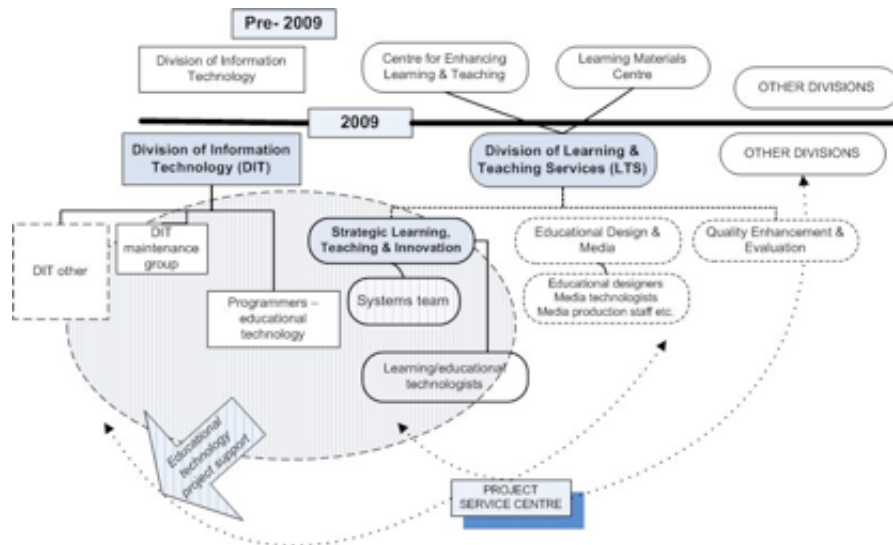 Pre- 2009
Division of Information
Technology
Centre for Enhancing
Learning & Teaching
Learning Materials
Centre
OTHER DIVISIONS
2009
Division of Information
Technology (DIT)
Division of Learning &
Teaching Services (LTS)
OTHER DIVISIONS
DIT other
DIT
maintenance
group
Strategic Learning,
Teaching & Innovation
Educational Design &
Media
Quality Enhancement &
Evaluation
Programmers –
educational
technology
Systems team
Educational designers
Media technologists
Media production staff etc.
Learning/educational
technologists
Educational
technology
project support
PROJECT
SERVICE CENTRE